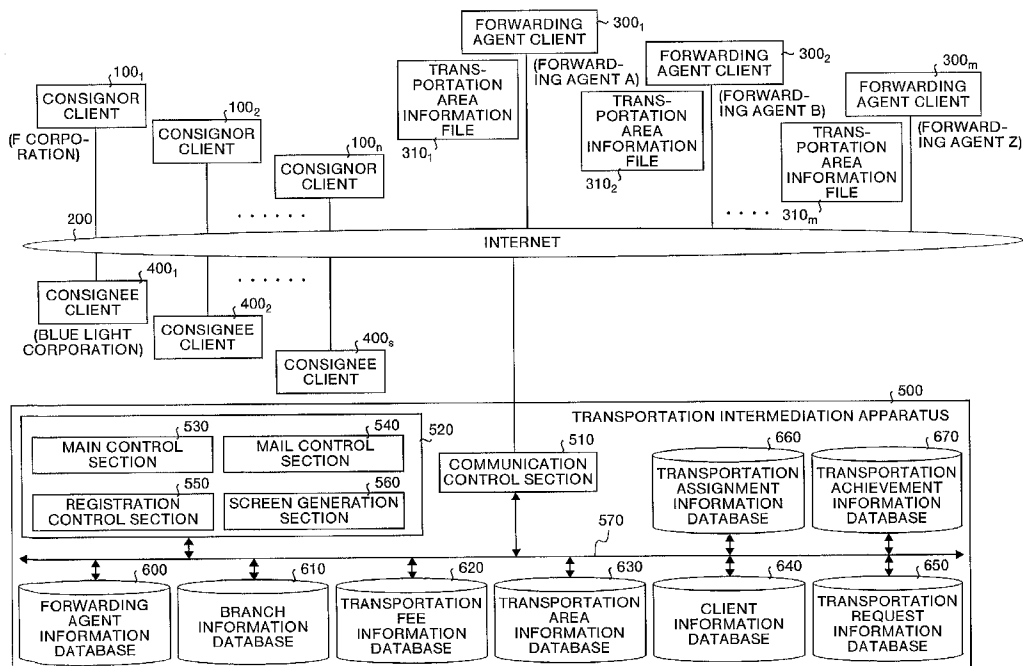 FORWARDING
AGENT CLIENT
300₁
(FORWARD-
ING AGENT A)
TRANS-
PORTATION
AREA
INFORMATION
FILE
310₁
FORWARDING
AGENT CLIENT
300₂
(FORWARD-
ING AGENT B)
TRANS-
PORTATION
AREA
INFORMATION
FILE
310₂
FORWARDING
AGENT CLIENT
300m
(FORWARD-
ING AGENT Z)
TRANS-
PORTATION
AREA
INFORMATION
FILE
310m
. . . .
100₁
CONSIGNOR
CLIENT
(F CORPO-
RATION)
100₂
CONSIGNOR
CLIENT
100n
CONSIGNOR
CLIENT
. . . . . .
200
INTERNET
400₁
CONSIGNEE
CLIENT
(BLUE LIGHT
CORPORATION)
400₂
CONSIGNEE
CLIENT
. . . . . .
400s
CONSIGNEE
CLIENT
500
TRANSPORTATION INTERMEDIATION APPARATUS
520
530
MAIN CONTROL
SECTION
540
MAIL CONTROL
SECTION
550
REGISTRATION
CONTROL SECTION
560
SCREEN GENERATION
SECTION
510
COMMUNICATION
CONTROL SECTION
660
TRANSPORTATION
ASSIGNMENT
INFORMATION
DATABASE
670
TRANSPORTATION
ACHIEVEMENT
INFORMATION
DATABASE
570
600
FORWARDING
AGENT
INFORMATION
DATABASE
610
BRANCH
INFORMATION
DATABASE
620
TRANSPORTATION
FEE
INFORMATION
DATABASE
630
TRANSPORTATION
AREA
INFORMATION
DATABASE
640
CLIENT
INFORMATION
DATABASE
650
TRANSPORTATION
REQUEST
INFORMATION
DATABASE